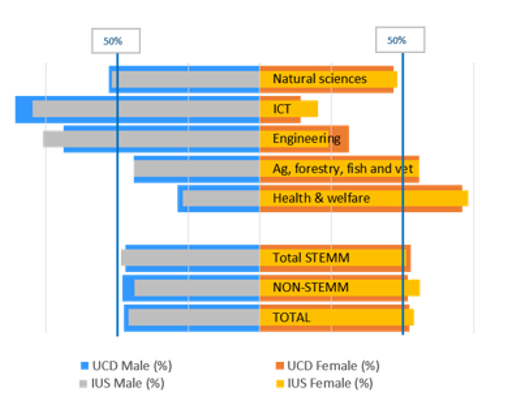 50%
50%
Natural sciences
ICT
Engineering
Ag, forestry, fish and vet
Health & welfare
Total STEMM
NON-STEMM
TOTAL
UCD Male (%)
UCD Female (%)
IUS Male (%)
IUS Female (%)